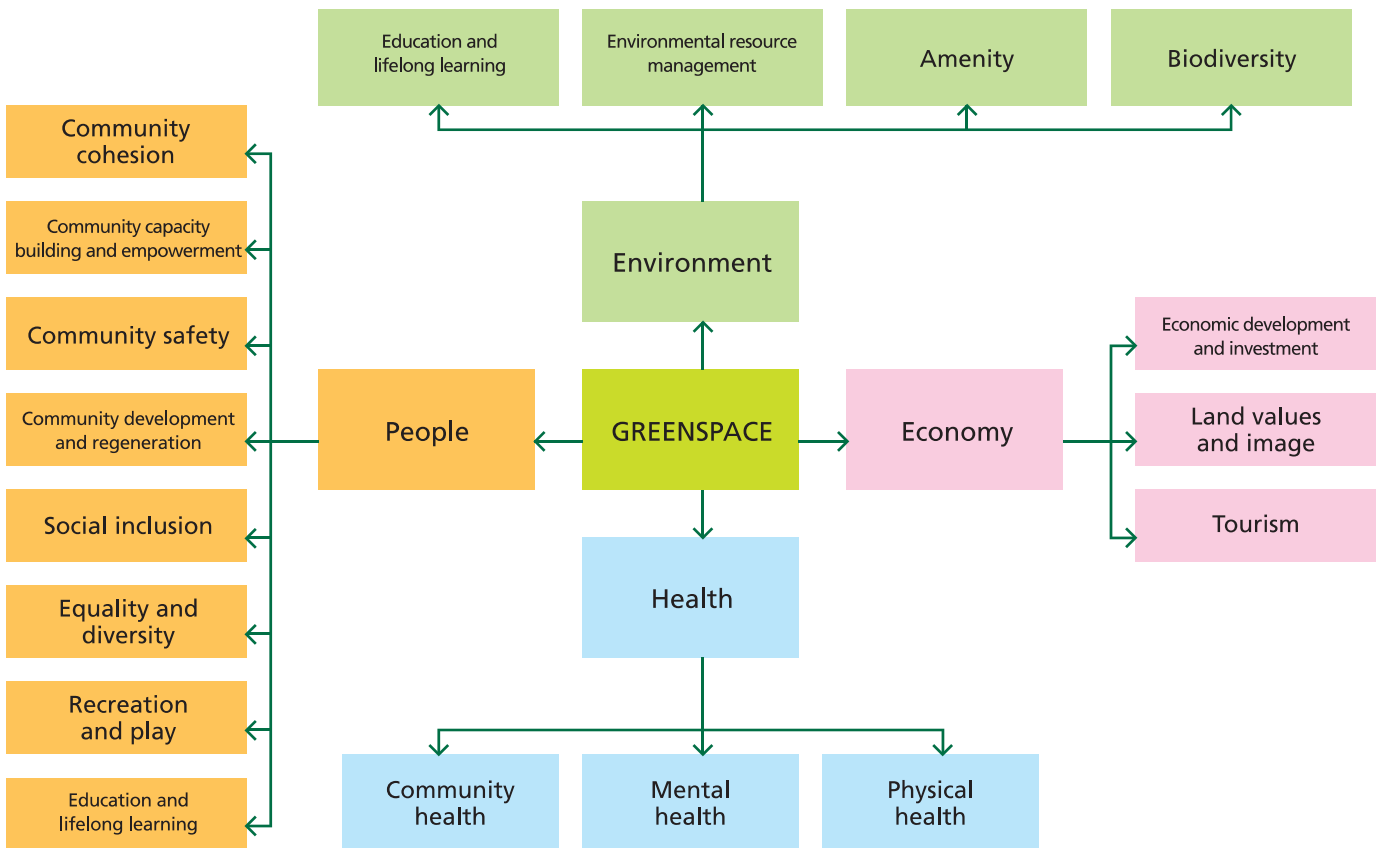 Education and
lifelong learning
Environmental resource
management
Amenity
Biodiversity
Community
cohesion
Community capacity
building and empowerment
Community safety
Community development
and regeneration
Social inclusion
Equality and
diversity
Recreation
and play
Education and
lifelong learning
Environment
People
GREENSPACE
Economy
Health
Economic development
and investment
Land values
and image
Tourism
Community
health
Mental
health
Physical
health